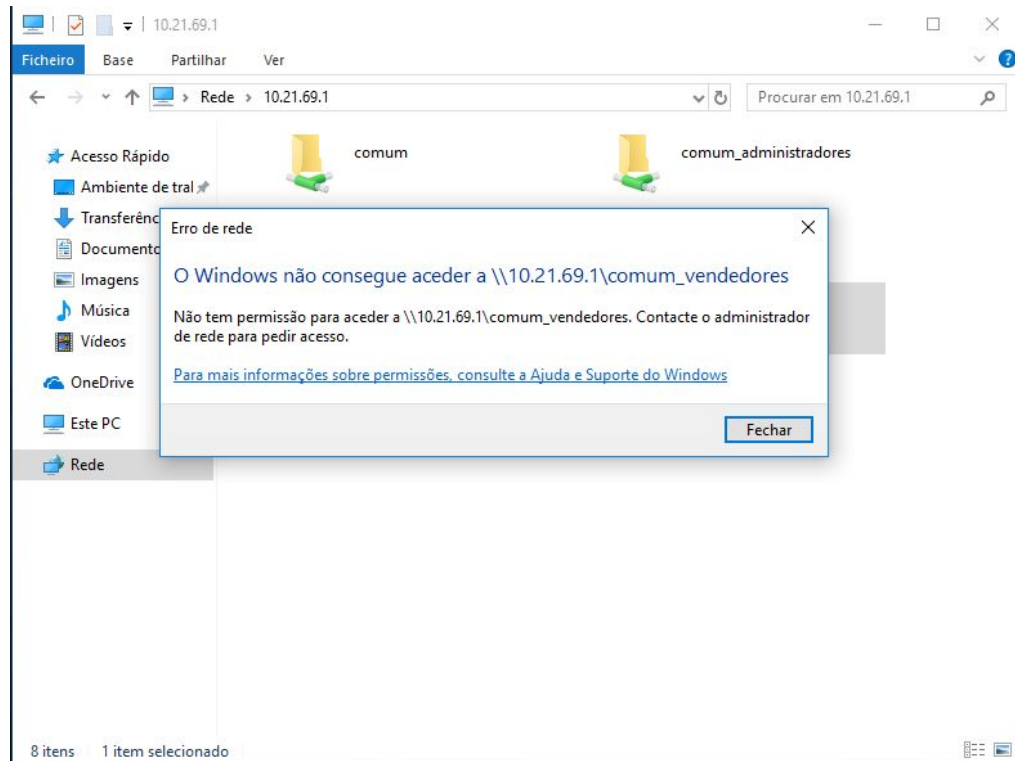 10.21.69.1
Ficheiro Base Partilhar Ver
Rede > 10.21.69.1
Procurar em 10.21.69.1
Acesso Rápido
Ambiente de tral
Transferênc
Documento
Imagens
Música
Vídeos
OneDrive
Este PC
Rede
comum
comum_administradores
Erro de rede
O Windows não consegue aceder a \\10.21.69.1\comum_vendedores
Não tem permissão para aceder a \\10.21.69.1\comum_vendedores. Contacte o administrador
de rede para pedir acesso.
Para mais informações sobre permissões, consulte a Ajuda e Suporte do Windows
Fechar
8 itens 1 item selecionado